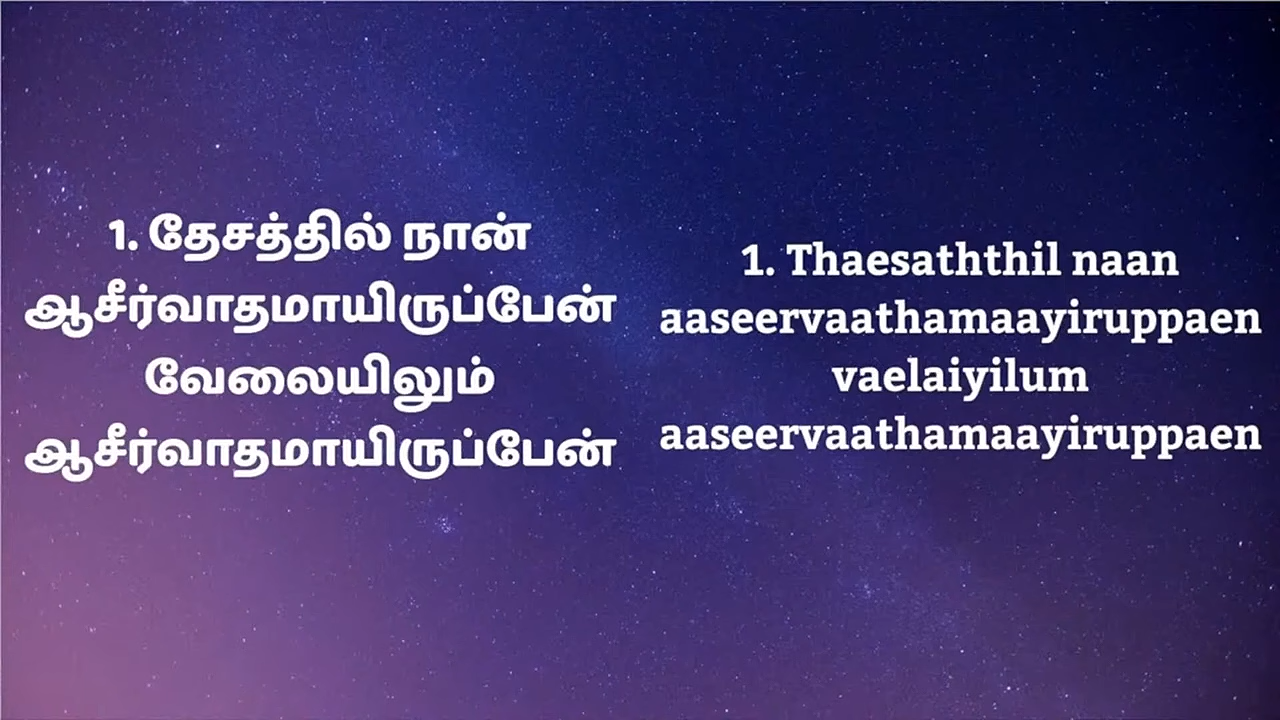 1. தேசத்தில் நான்
ஆசீர்வாதமாயிருப்பேன்
வேலையிலும்
ஆசீர்வாதமாயிருப்பேன்
1. Thaesaththil naan
aaseervaathamaayiruppaen
vaelaiyilum
aaseervaathamaayiruppaen